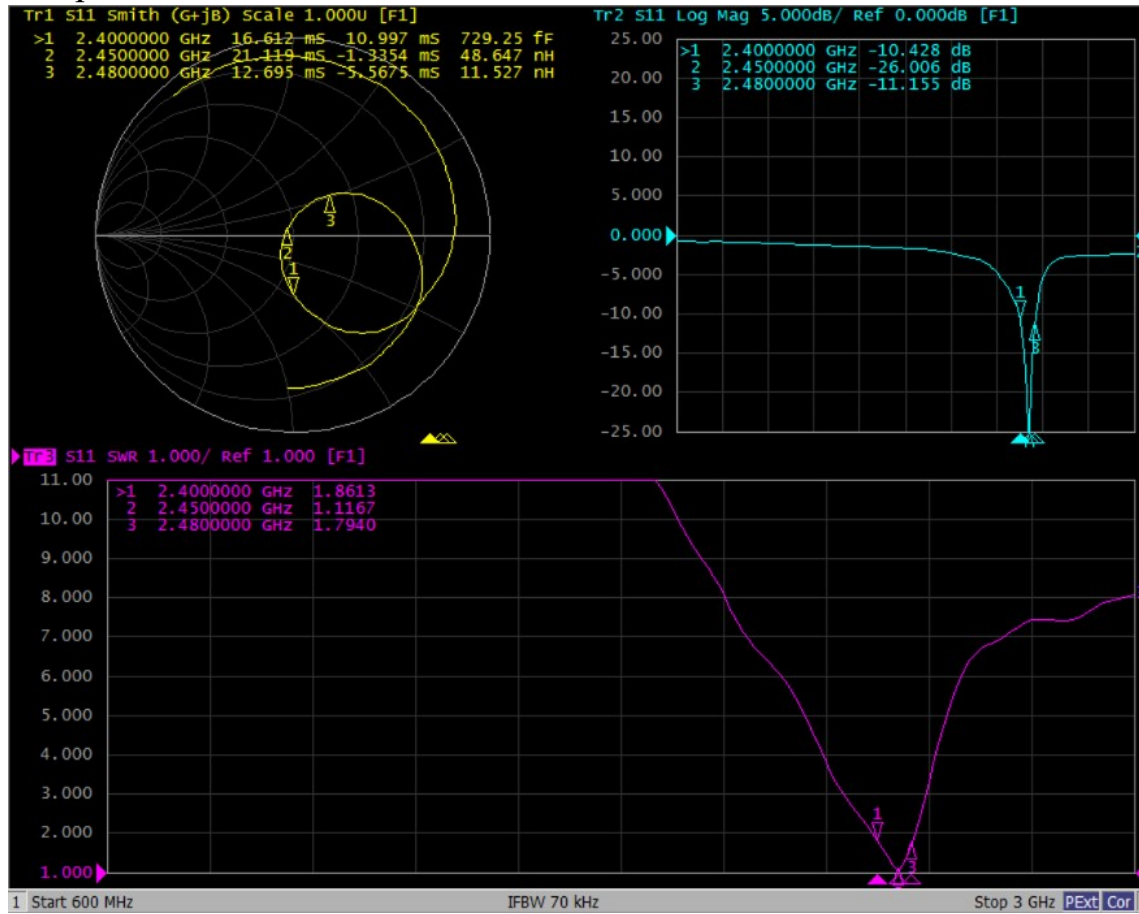 Tr1 S11 Smith (G+jB) Scale 1.000U [F1]
>1 2.4000000 GHz 16.612 mS 10.997 mS 729.25 fF
2 2.4500000 GHz 21.119 mS -1.3354 mS 48.647 nH
3 2.4800000 GHz 12.695 mS -5.5675 mS 11.527 nH
3
2
1
Tr2 S11 Log Mag 5.000dB/ Ref 0.000dB [F1]
25.00
>1 2.4000000 GHz -10.428 dB
2 2.4500000 GHz -26.006 dB
3 2.4800000 GHz -11.155 dB
20.00
15.00
10.00
5.000
0.000
-5.000
1
-10.00
3
-15.00
-20.00
-25.00
Tr3 S11 SWR 1.000/ Ref 1.000 [F1]
11.00
>1 2.4000000 GHz 1.8613
2 2.4500000 GHz 1.1167
3 2.4800000 GHz 1.7940
10.00
9.000
8.000
7.000
6.000
5.000
4.000
3.000
1
2.000
3
1.000
1 Start 600 MHz IFBW 70 kHz Stop 3 GHz PExt Cor